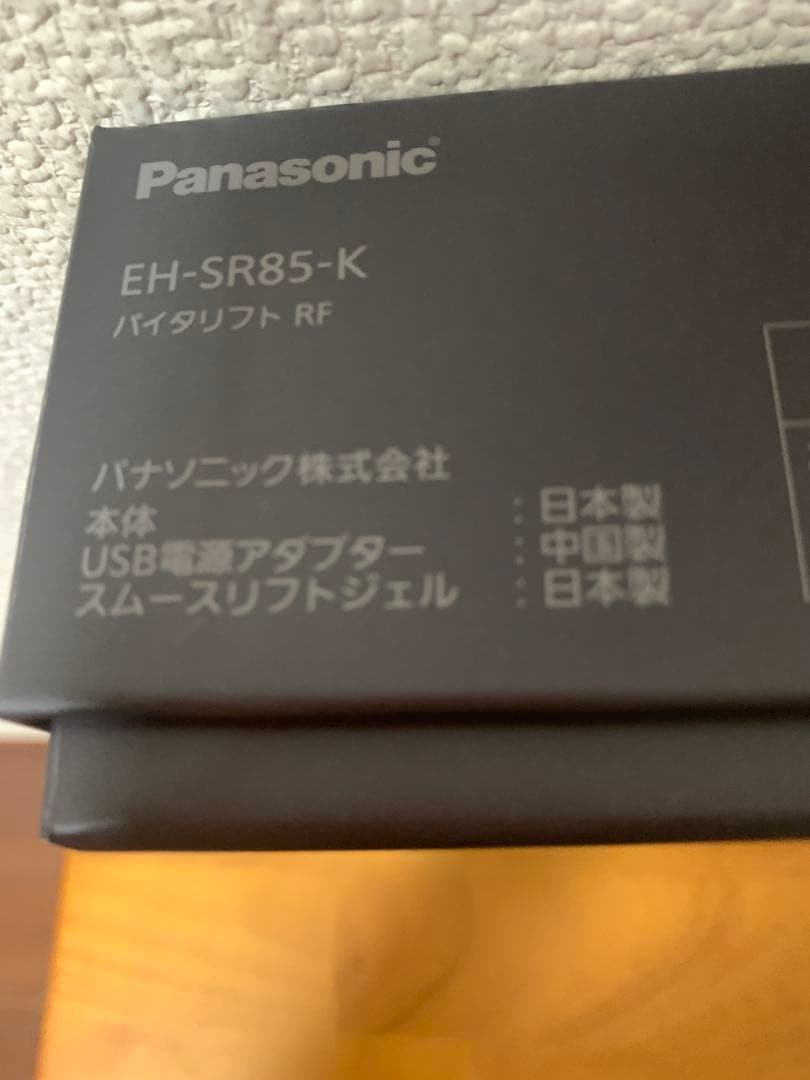 Panasonic®
EH-SR85-K
バイタリフト RF
パナソニック株式会社
本体 : 日本製
USB電源アダプター : 中国製
スムースリフトジェル : 日本製